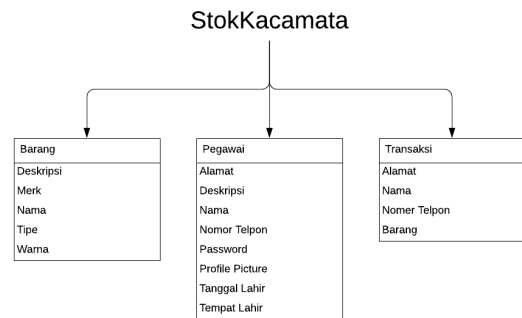 StokKacamata
Barang
Deskripsi
Merk
Nama
Tipe
Warna
Pegawai
Alamat
Deskripsi
Nama
Nomor Telpon
Password
Profile Picture
Tanggal Lahir
Tempat Lahir
Transaksi
Alamat
Nama
Nomer Telpon
Barang